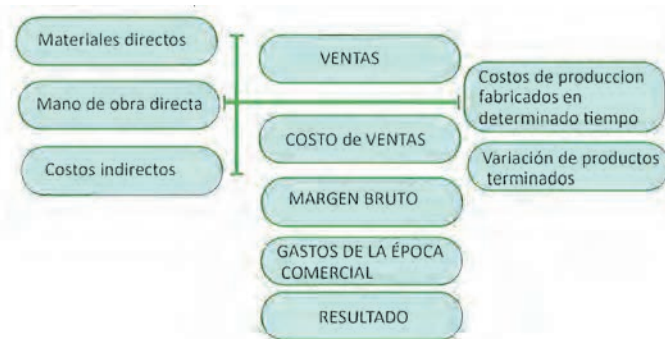 Materiales directos
Mano de obra directa
Costos indirectos
VENTAS
COSTO de VENTAS
MARGEN BRUTO
GASTOS DE LA ÉPOCA
COMERCIAL
RESULTADO
Costos de produccion
fabricados en
determinado tiempo
Variación de productos
terminados